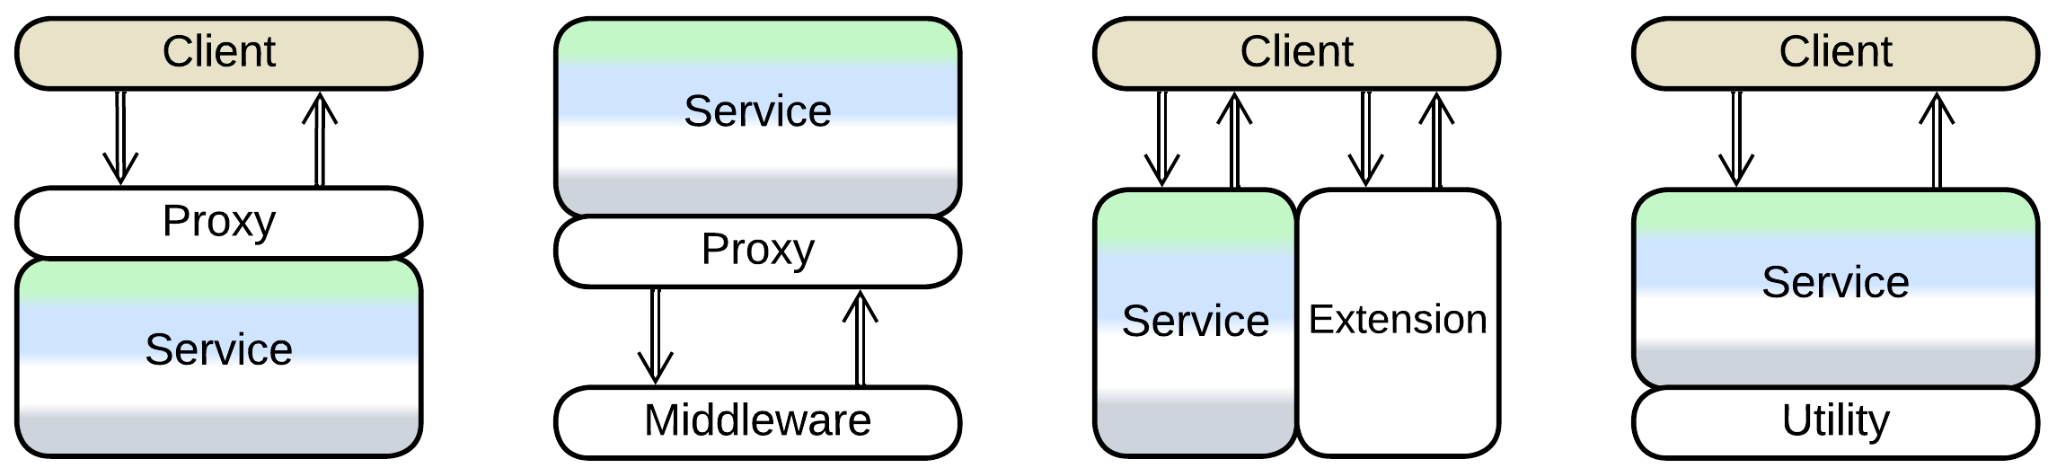 Client
Proxy
Service
Service
Proxy
Middleware
Client
Service
Extension
Client
Service
Utility